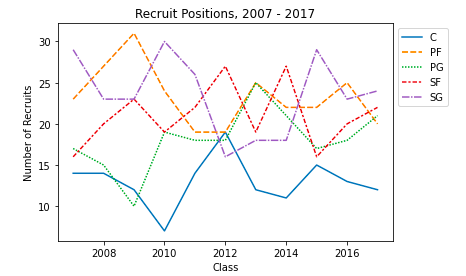 Recruit Positions, 2007 - 2017
Number of Recruits
30
25
20
15
10
2008
2010
2012
2014
2016
Class
C
PF
PG
SF
SG